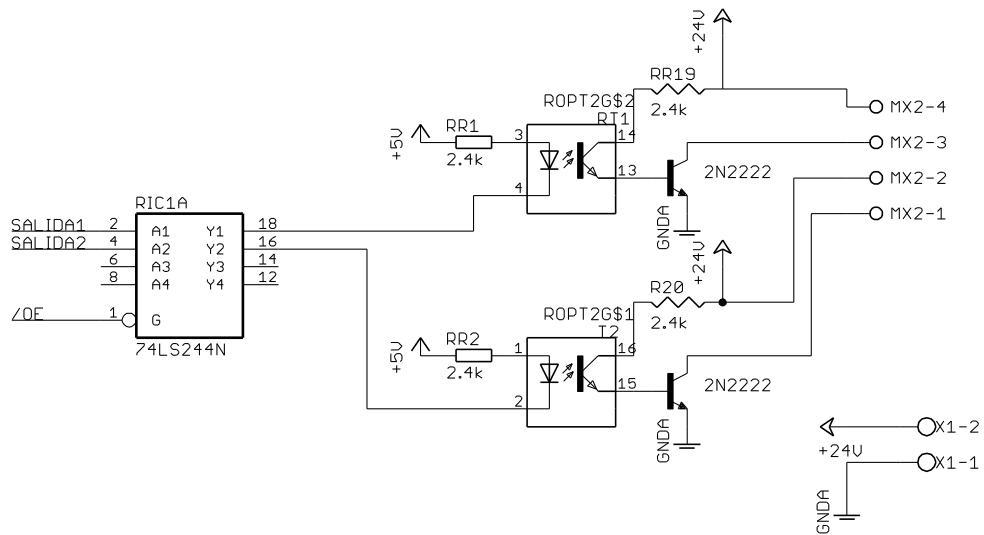 +24V
RR19
2.4k
ROPT2G$2
RT1
MX2-4
MX2-3
MX2-2
MX2-1
+5V
RR1
2.4k
3
4
14
13
2N2222
GNDA
RIC1A
SALIDA1
SALIDA2
2
4
6
8
1
/OE
A1
A2
A3
A4
G
Y1
Y2
Y3
Y4
18
16
14
12
74LS244N
+24V
R20
2.4k
ROPT2G$1
T2
+5V
RR2
2.4k
1
2
16
15
2N2222
GNDA
X1-2
+24V
X1-1
GNDA